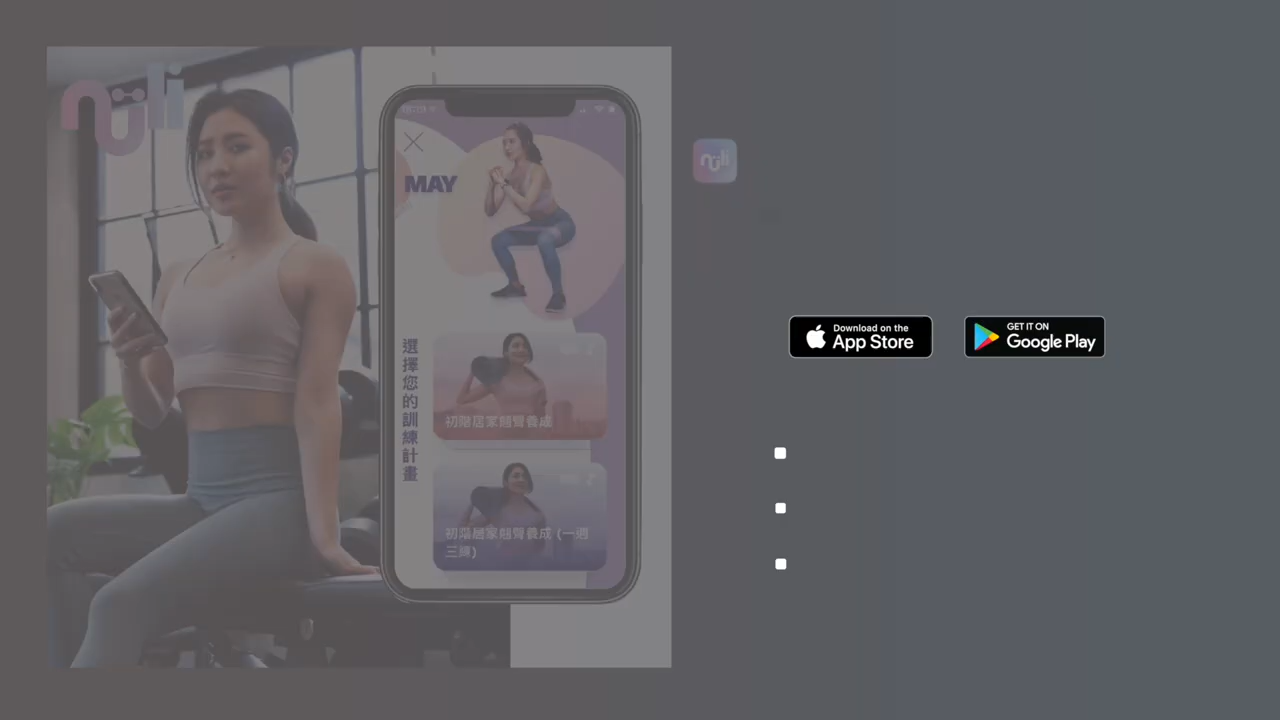 nüli
MAY
選擇您的訓練計畫
初階居家翹臀養成
初階居家翹臀養成 (一週
三練)
nüli
Download on the
App Store
GET IT ON
Google Play